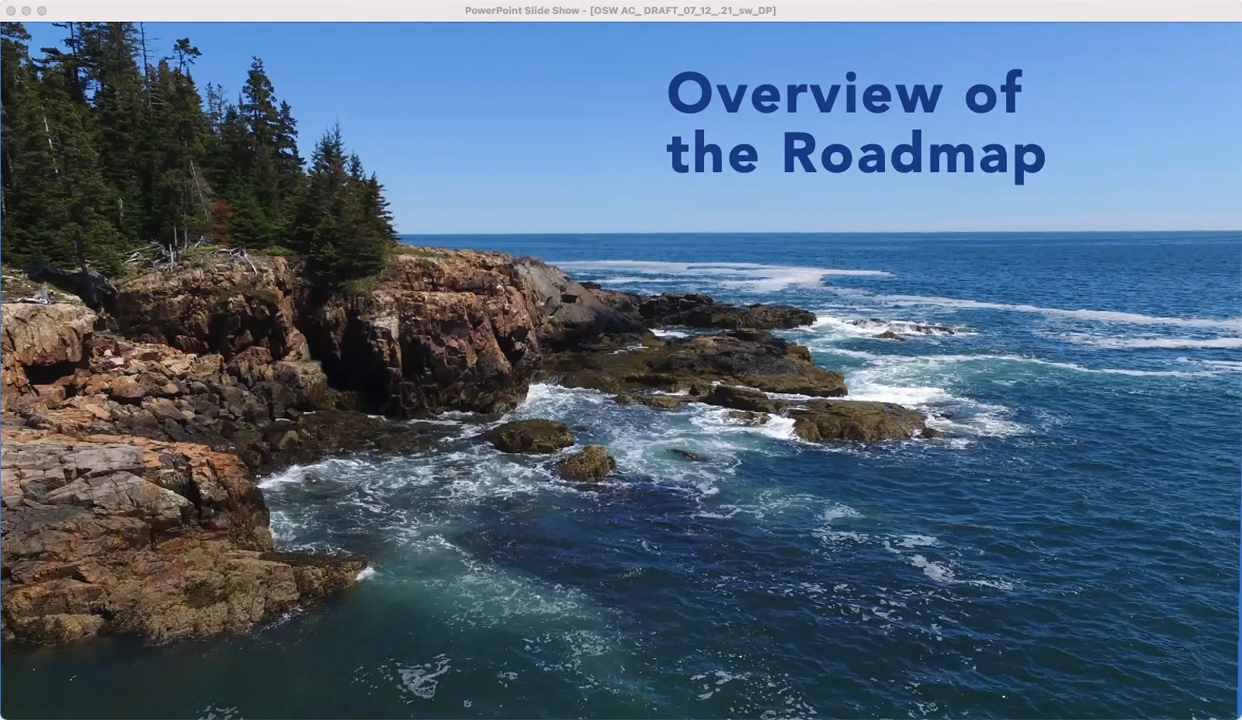 PowerPoint Slide Show - [OSW AC_ DRAFT_07_12_.21_sw_DP]
Overview of
the Roadmap